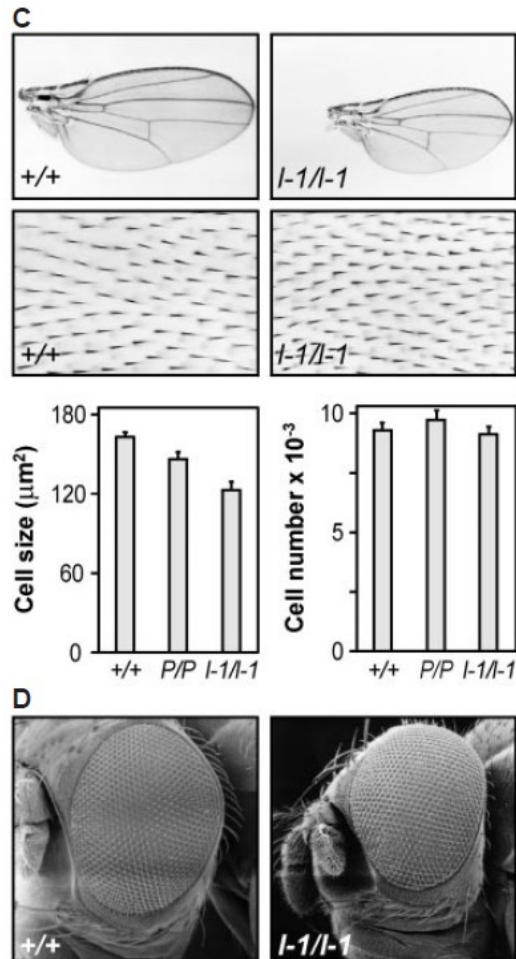 C
+/+
l-1/l-1
+/+
l-1/l-1
180
120
60
0
Cell size (μm²)
+/+ P/P l-1/l-1
10
5
0
Cell number x 10⁻³
+/+ P/P l-1/l-1
D
+/+
l-1/l-1